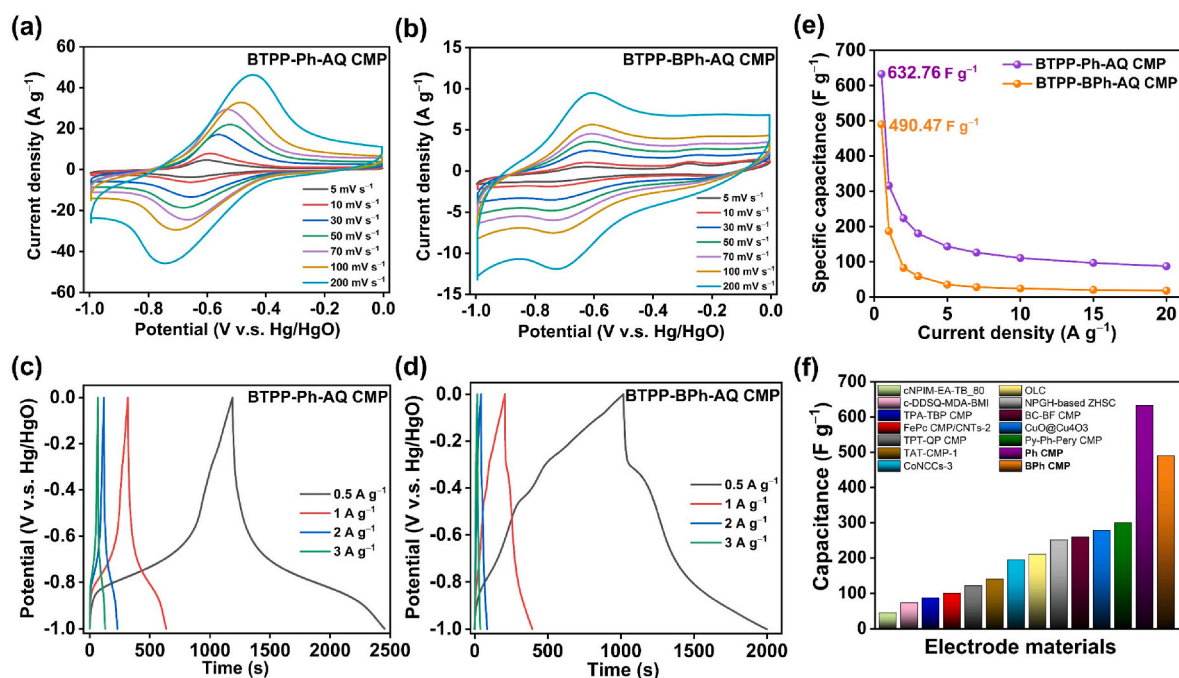 (a)
BTPP-Ph-AQ CMP
Current density (A g⁻¹)
60
40
20
0
-20
-40
-60
5 mV s⁻¹
10 mV s⁻¹
30 mV s⁻¹
50 mV s⁻¹
70 mV s⁻¹
100 mV s⁻¹
200 mV s⁻¹
-1.0 -0.8 -0.6 -0.4 -0.2 0.0
Potential (V v.s. Hg/HgO)
(b)
BTPP-BPh-AQ CMP
Current density (A g⁻¹)
15
10
5
0
-5
-10
-15
5 mV s⁻¹
10 mV s⁻¹
30 mV s⁻¹
50 mV s⁻¹
70 mV s⁻¹
100 mV s⁻¹
200 mV s⁻¹
-1.0 -0.8 -0.6 -0.4 -0.2 0.0
Potential (V v.s. Hg/HgO)
(e)
BTPP-Ph-AQ CMP
BTPP-BPh-AQ CMP
632.76 F g⁻¹
490.47 F g⁻¹
Specific capacitance (F g⁻¹)
700
600
500
400
300
200
100
0
0 5 10 15 20
Current density (A g⁻¹)
(c)
BTPP-Ph-AQ CMP
Potential (V v.s. Hg/HgO)
0.0
-0.2
-0.4
-0.6
-0.8
-1.0
0.5 A g⁻¹
1 A g⁻¹
2 A g⁻¹
3 A g⁻¹
0 500 1000 1500 2000 2500
Time (s)
(d)
BTPP-BPh-AQ CMP
Potential (V v.s. Hg/HgO)
0.0
-0.2
-0.4
-0.6
-0.8
-1.0
0.5 A g⁻¹
1 A g⁻¹
2 A g⁻¹
3 A g⁻¹
0 500 1000 1500 2000
Time (s)
(f)
Capacitance (F g⁻¹)
700
600
500
400
300
200
100
0
cNPIM-EA-TB_80
c-DDSQ-MDA-BMI
TPA-TBP CMP
FePc CMP/CNTs-2
TPT-QP CMP
TAT-CMP-1
CoNCCs-3
OLC
NPGH-based ZHSC
BC-BF CMP
CuO@Cu4O3
Py-Ph-Pery CMP
Ph CMP
BPh CMP
Electrode materials